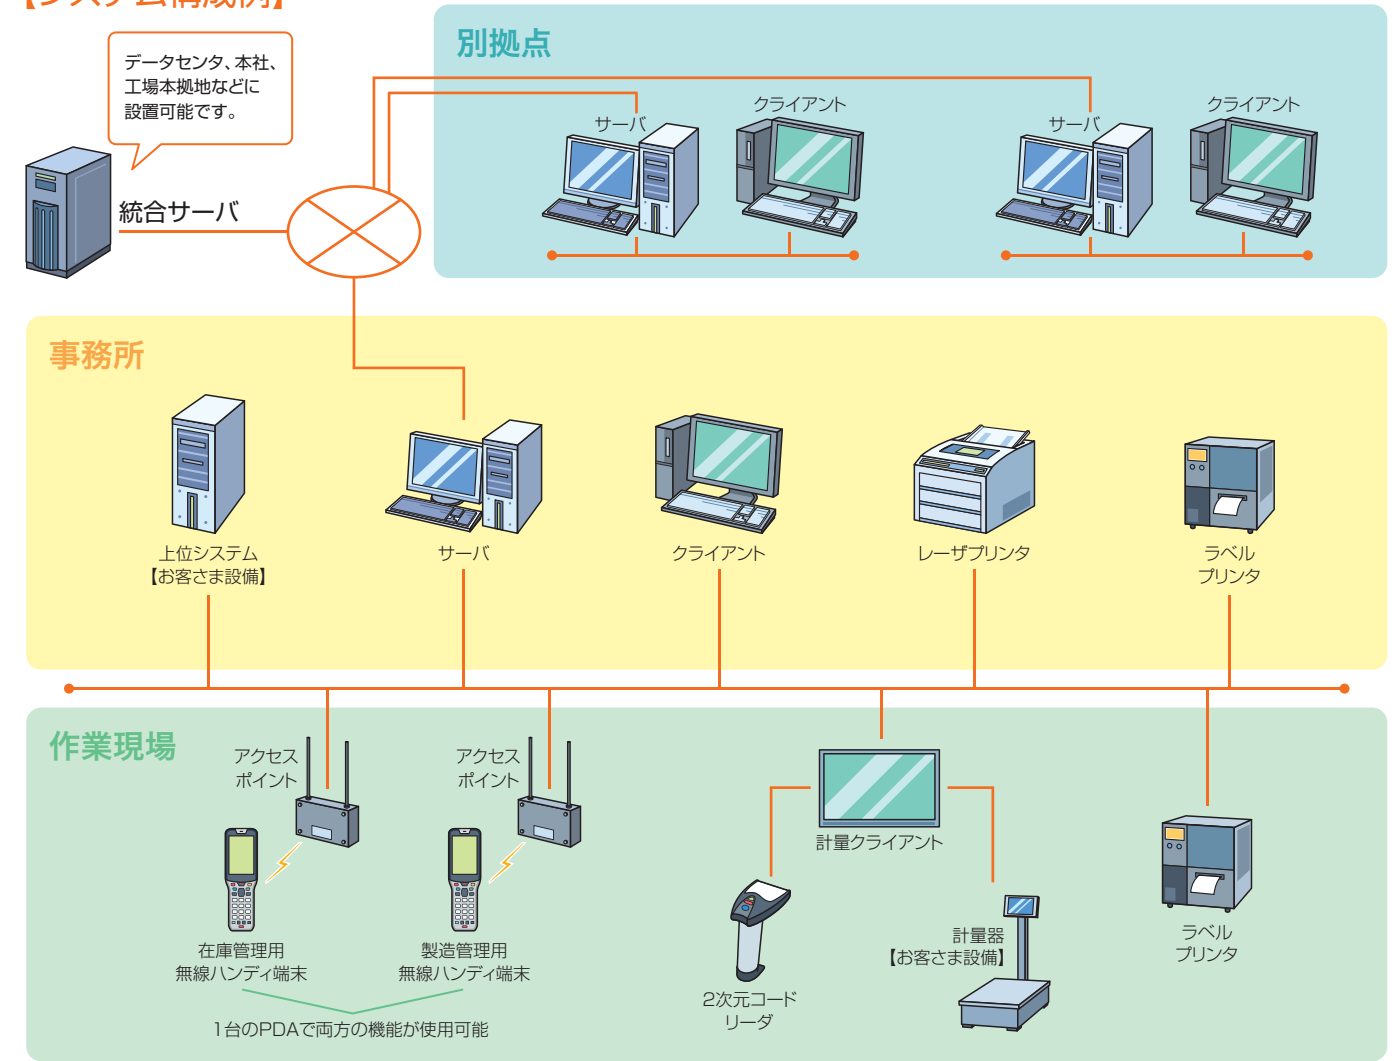 【システム構成例】
データセンタ、本社、
工場本拠地などに
設置可能です。
統合サーバ
別拠点
サーバ
クライアント
サーバ
クライアント
事務所
上位システム
【お客さま設備】
サーバ
クライアント
レーザプリンタ
ラベル
プリンタ
作業現場
アクセス
ポイント
アクセス
ポイント
計量クライアント
在庫管理用
無線ハンディ端末
製造管理用
無線ハンディ端末
1台のPDAで両方の機能が使用可能
2次元コード
リーダ
計量器
【お客さま設備】
ラベル
プリンタ